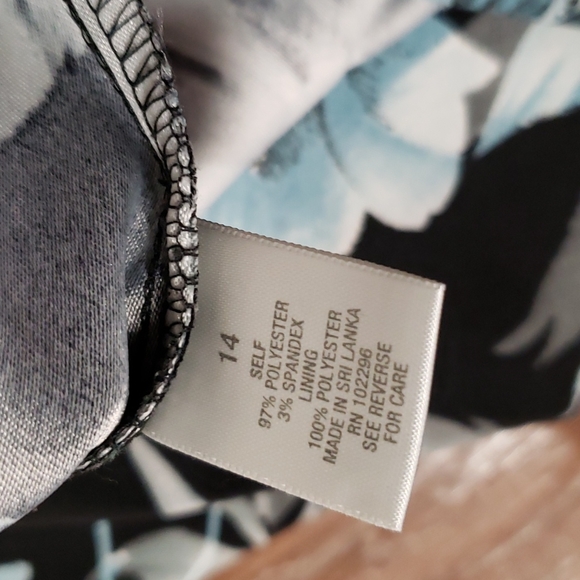 14
SELF
97% POLYESTER
3% SPANDEX
LINING
100% POLYESTER
MADE IN SRI LANKA
RN 102296
SEE REVERSE
FOR CARE